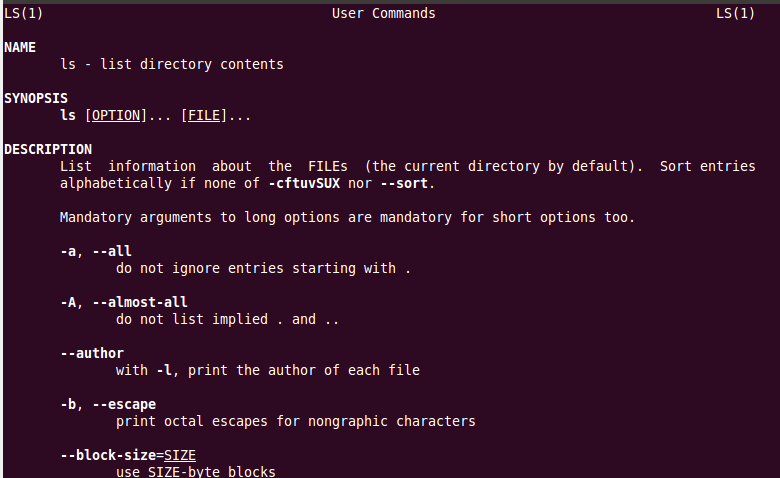 LS(1) User Commands LS(1)
NAME
ls - list directory contents
SYNOPSIS
ls [OPTION]... [FILE]...
DESCRIPTION
List information about the FILEs (the current directory by default). Sort entries
alphabetically if none of -cftuvSUX nor --sort.
Mandatory arguments to long options are mandatory for short options too.
-a, --all
do not ignore entries starting with .
-A, --almost-all
do not list implied . and ..
--author
with -l, print the author of each file
-b, --escape
print octal escapes for nongraphic characters
--block-size=SIZE
use SIZE-byte blocks